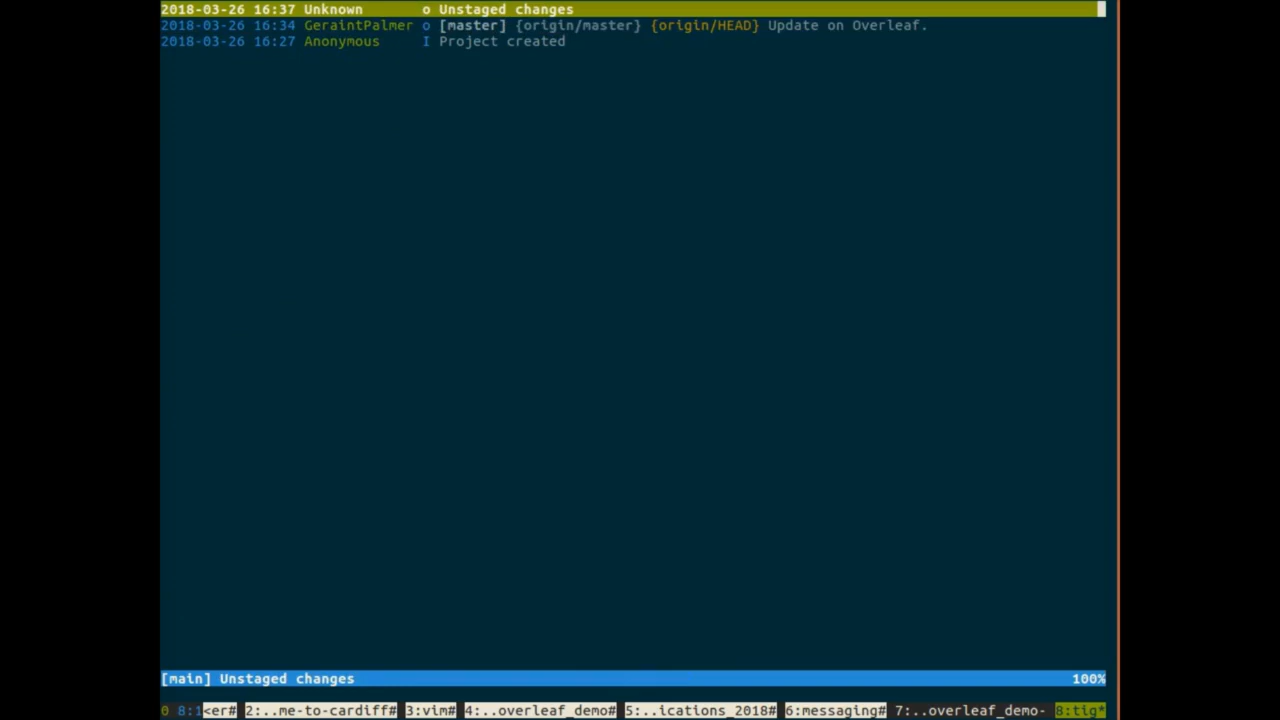 2018-03-26 16:37 Unknown o Unstaged changes
2018-03-26 16:34 GeraintPalmer o [master] {origin/master} {origin/HEAD} Update on Overleaf.
2018-03-26 16:27 Anonymous I Project created
[main] Unstaged changes 100%
0 8:1<er# 2:..me-to-cardiff# 3:vim# 4:..overleaf_demo# 5:..ications_2018# 6:messaging# 7:..overleaf_demo- 8:tig*